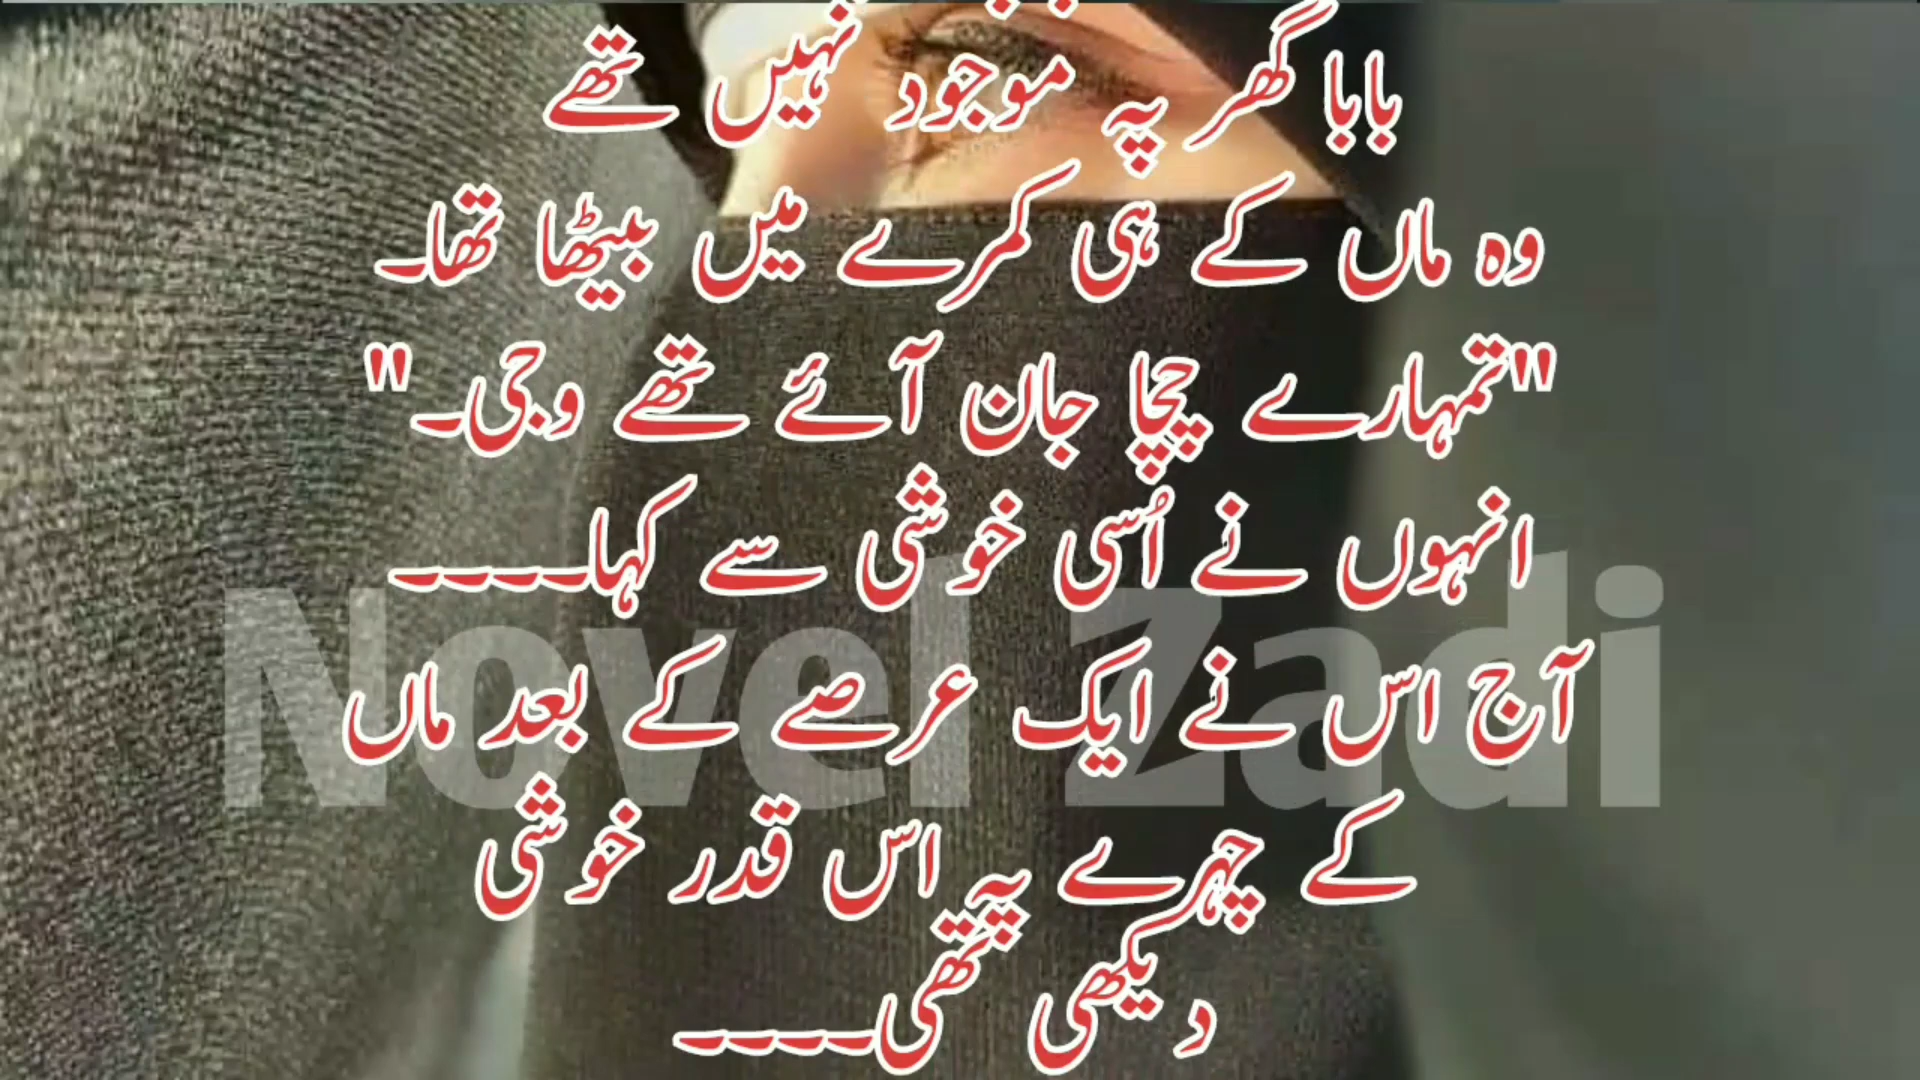 بابا گھر پہ موجود نہیں تھے
وہ ماں کے ہی کمرے میں بیٹھا تھا۔
"تمہارے چچا جان آئے تھے وجی۔"
انہوں نے اُسی خوشی سے کہا۔۔۔۔
آج اس نے ایک عرصے کے بعد ماں
کے چہرے پہ اس قدر خوشی
دیکھی تھی۔۔۔۔
Novel Zadi